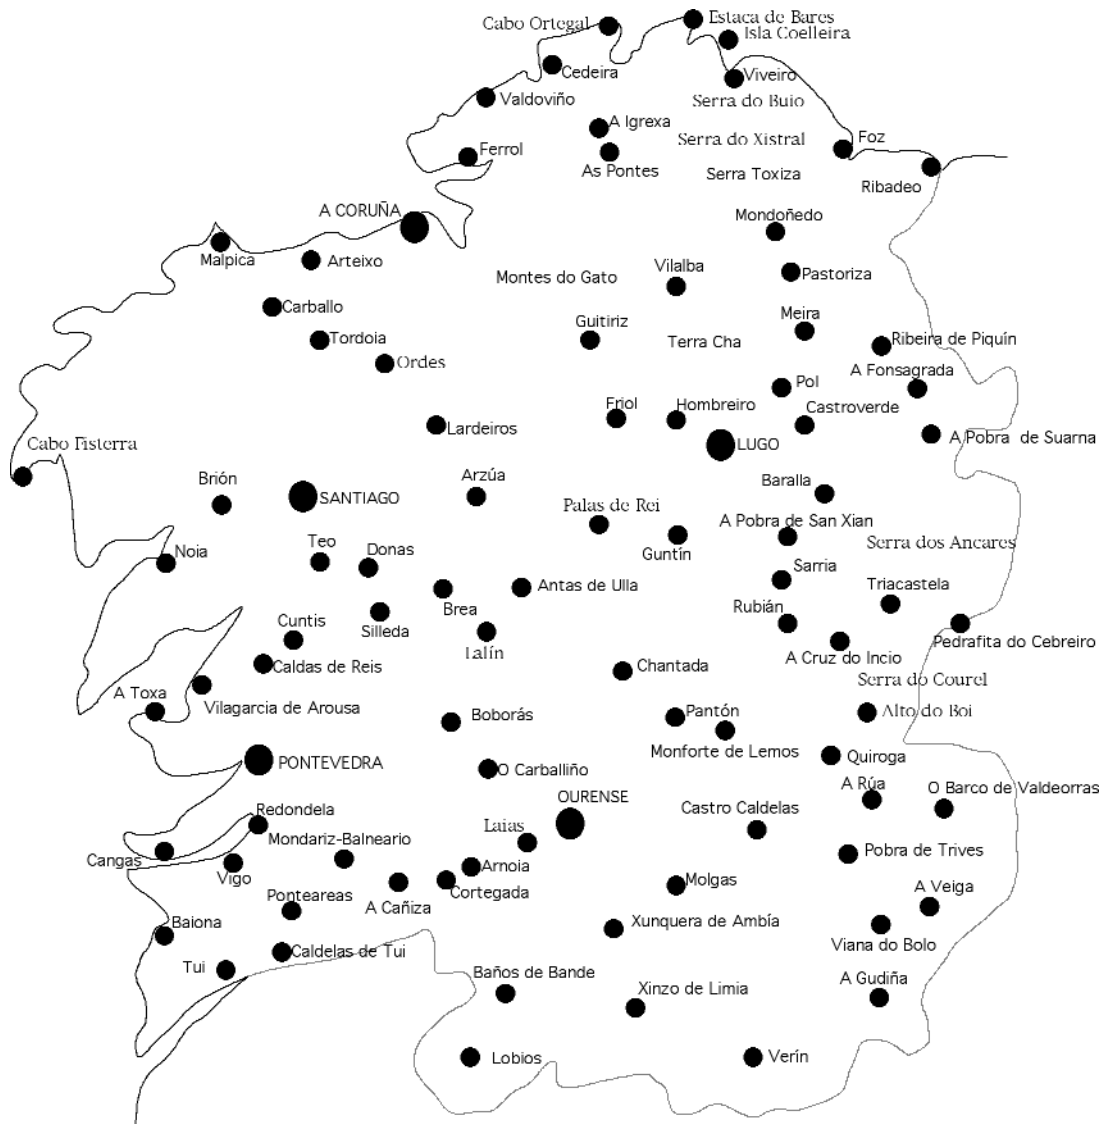 Cabo Ortegal
Estaca de Bares
Isla Coelleira
Cedeira
Viveiro
Valdoviño
Serra do Buio
A Igrexa
Serra do Xistral
Foz
Ferrol
As Pontes
Serra Toxiza
Ribadeo
A CORUÑA
Mondoñedo
Malpica
Arteixo
Montes do Gato
Vilalba
Pastoriza
Carballo
Guitiriz
Meira
Tordoia
Terra Cha
Ribeira de Piquín
Ordes
A Fonsagrada
Pol
Friol
Hombreiro
Castroverde
Lardeiros
A Pobra de Suarna
Cabo Fisterra
LUGO
Brión
Arzúa
Baralla
SANTIAGO
Palas de Rei
A Pobra de San Xian
Noia
Teo
Donas
Guntín
Serra dos Ancares
Sarria
Antas de Ulla
Triacastela
Brea
Rubián
Cuntis
Silleda
Lalín
Pedrafita do Cebreiro
A Cruz do Incio
Caldas de Reis
Chantada
Serra do Courel
A Toxa
Vilagarcia de Arousa
Boborás
Pantón
Alto do Boi
Monforte de Lemos
Quiroga
PONTEVEDRA
O Carballiño
A Rúa
O Barco de Valdeorras
OURENSE
Redondela
Castro Caldelas
Laias
Mondariz-Balneario
Cangas
Vigo
Arnoia
Pobra de Trives
Cortegada
Molgas
A Veiga
Ponteareas
A Cañiza
Baiona
Xunquera de Ambía
Viana do Bolo
Caldelas de Tui
Tui
Baños de Bande
A Gudiña
Xinzo de Limia
Lobios
Verín